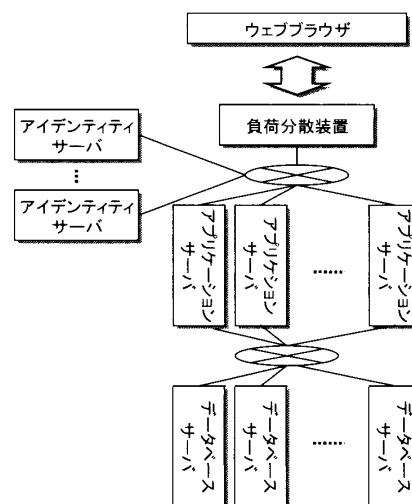 ウェブブラウザ
負荷分散装置
アイデンティティ
サーバ
⋮
アイデンティティ
サーバ
アプリケーション
サーバ
アプリケーション
サーバ
……
アプリケーション
サーバ
データベース
サーバ
データベース
サーバ
……
データベース
サーバ